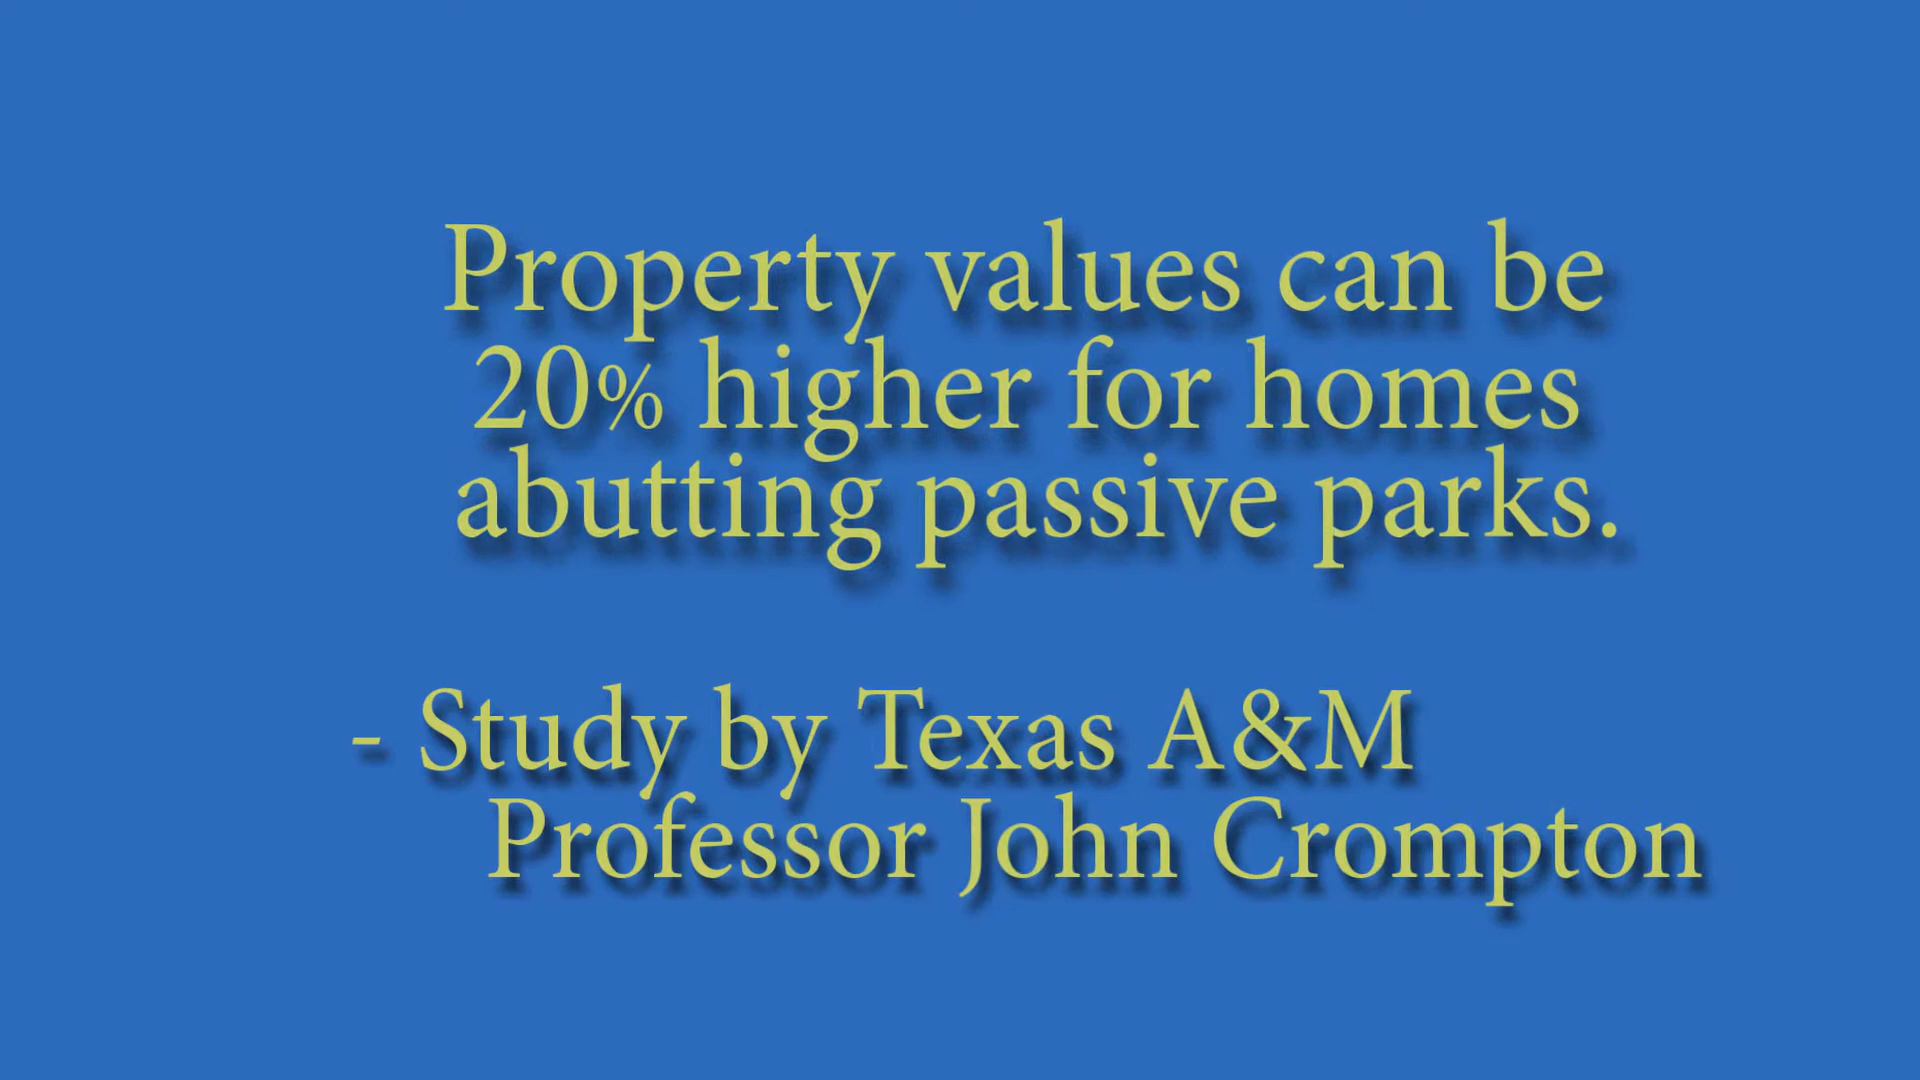 Property values can be
20% higher for homes
abutting passive parks.
- Study by Texas A&M
Professor John Crompton